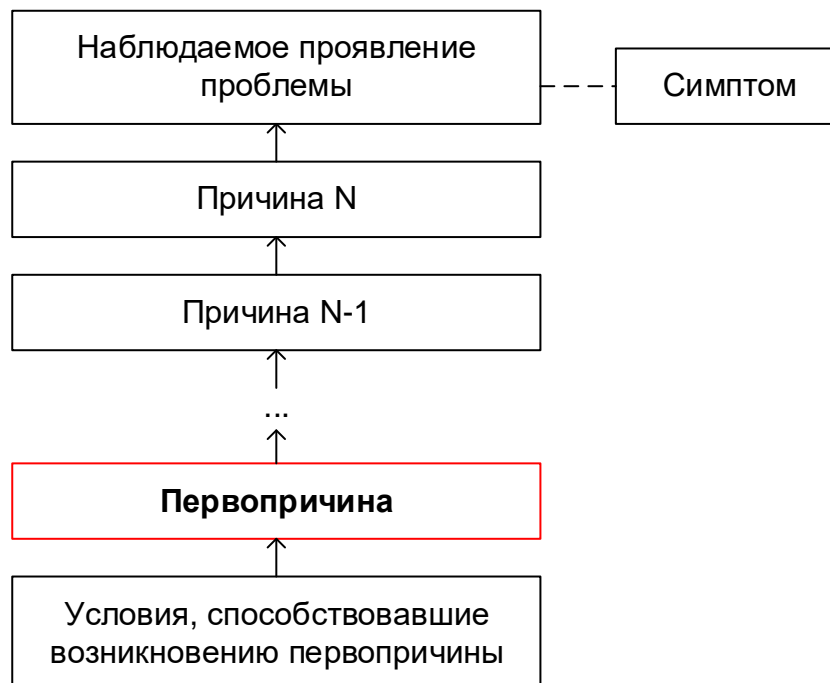 Наблюдаемое проявление
проблемы
Симптом
Причина N
Причина N-1
...
Первопричина
Условия, способствовавшие
возникновению первопричины